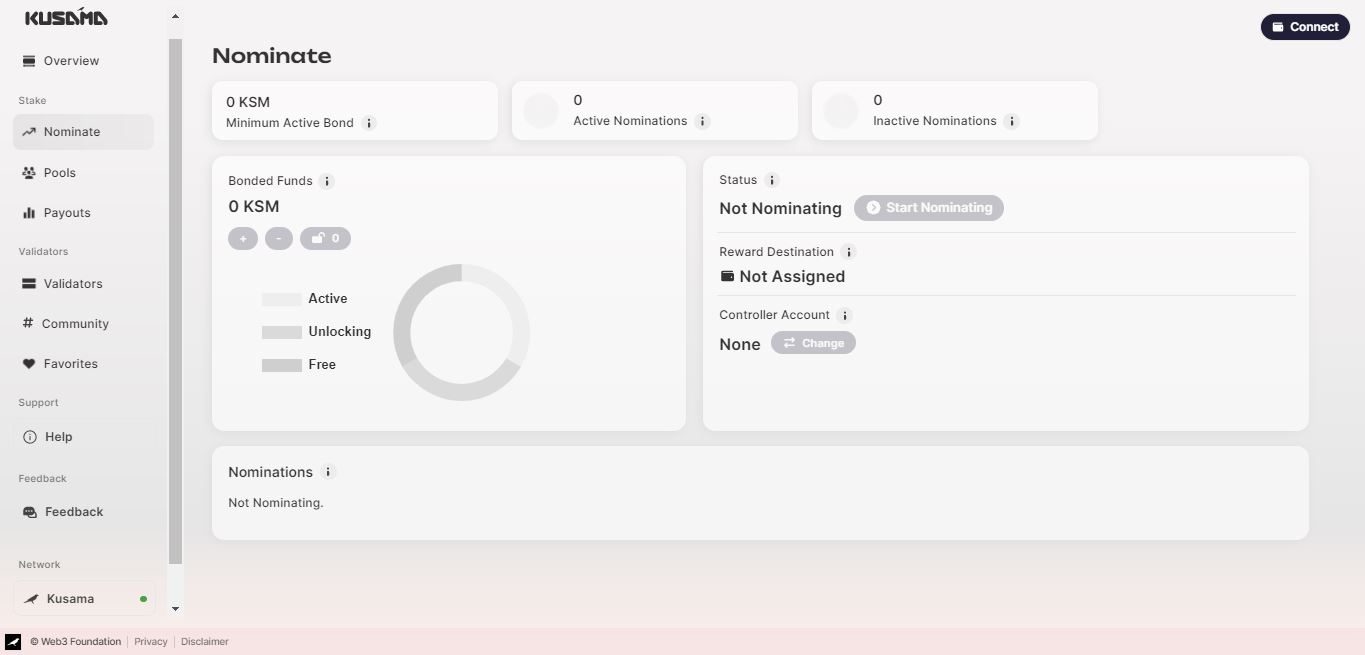 KUSAMA
Overview
Stake
Nominate
Pools
Payouts
Validators
Validators
Community
Favorites
Support
Help
Feedback
Feedback
Network
Kusama
Connect
Nominate
0 KSM
Minimum Active Bond
0
Active Nominations
0
Inactive Nominations
Bonded Funds
0 KSM
+ - 0
Active
Unlocking
Free
Status
Not Nominating Start Nominating
Reward Destination
Not Assigned
Controller Account
None Change
Nominations
Not Nominating.
© Web3 Foundation Privacy Disclaimer